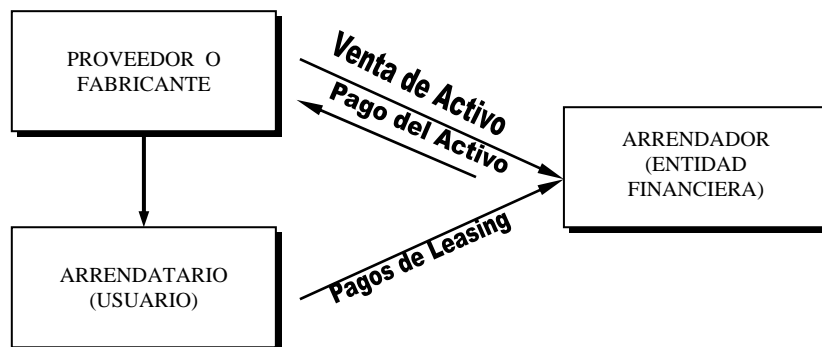 PROVEEDOR O
FABRICANTE
Venta de Activo
Pago del Activo
ARRENDADOR
(ENTIDAD
FINANCIERA)
ARRENDATARIO
(USUARIO)
Pagos de Leasing